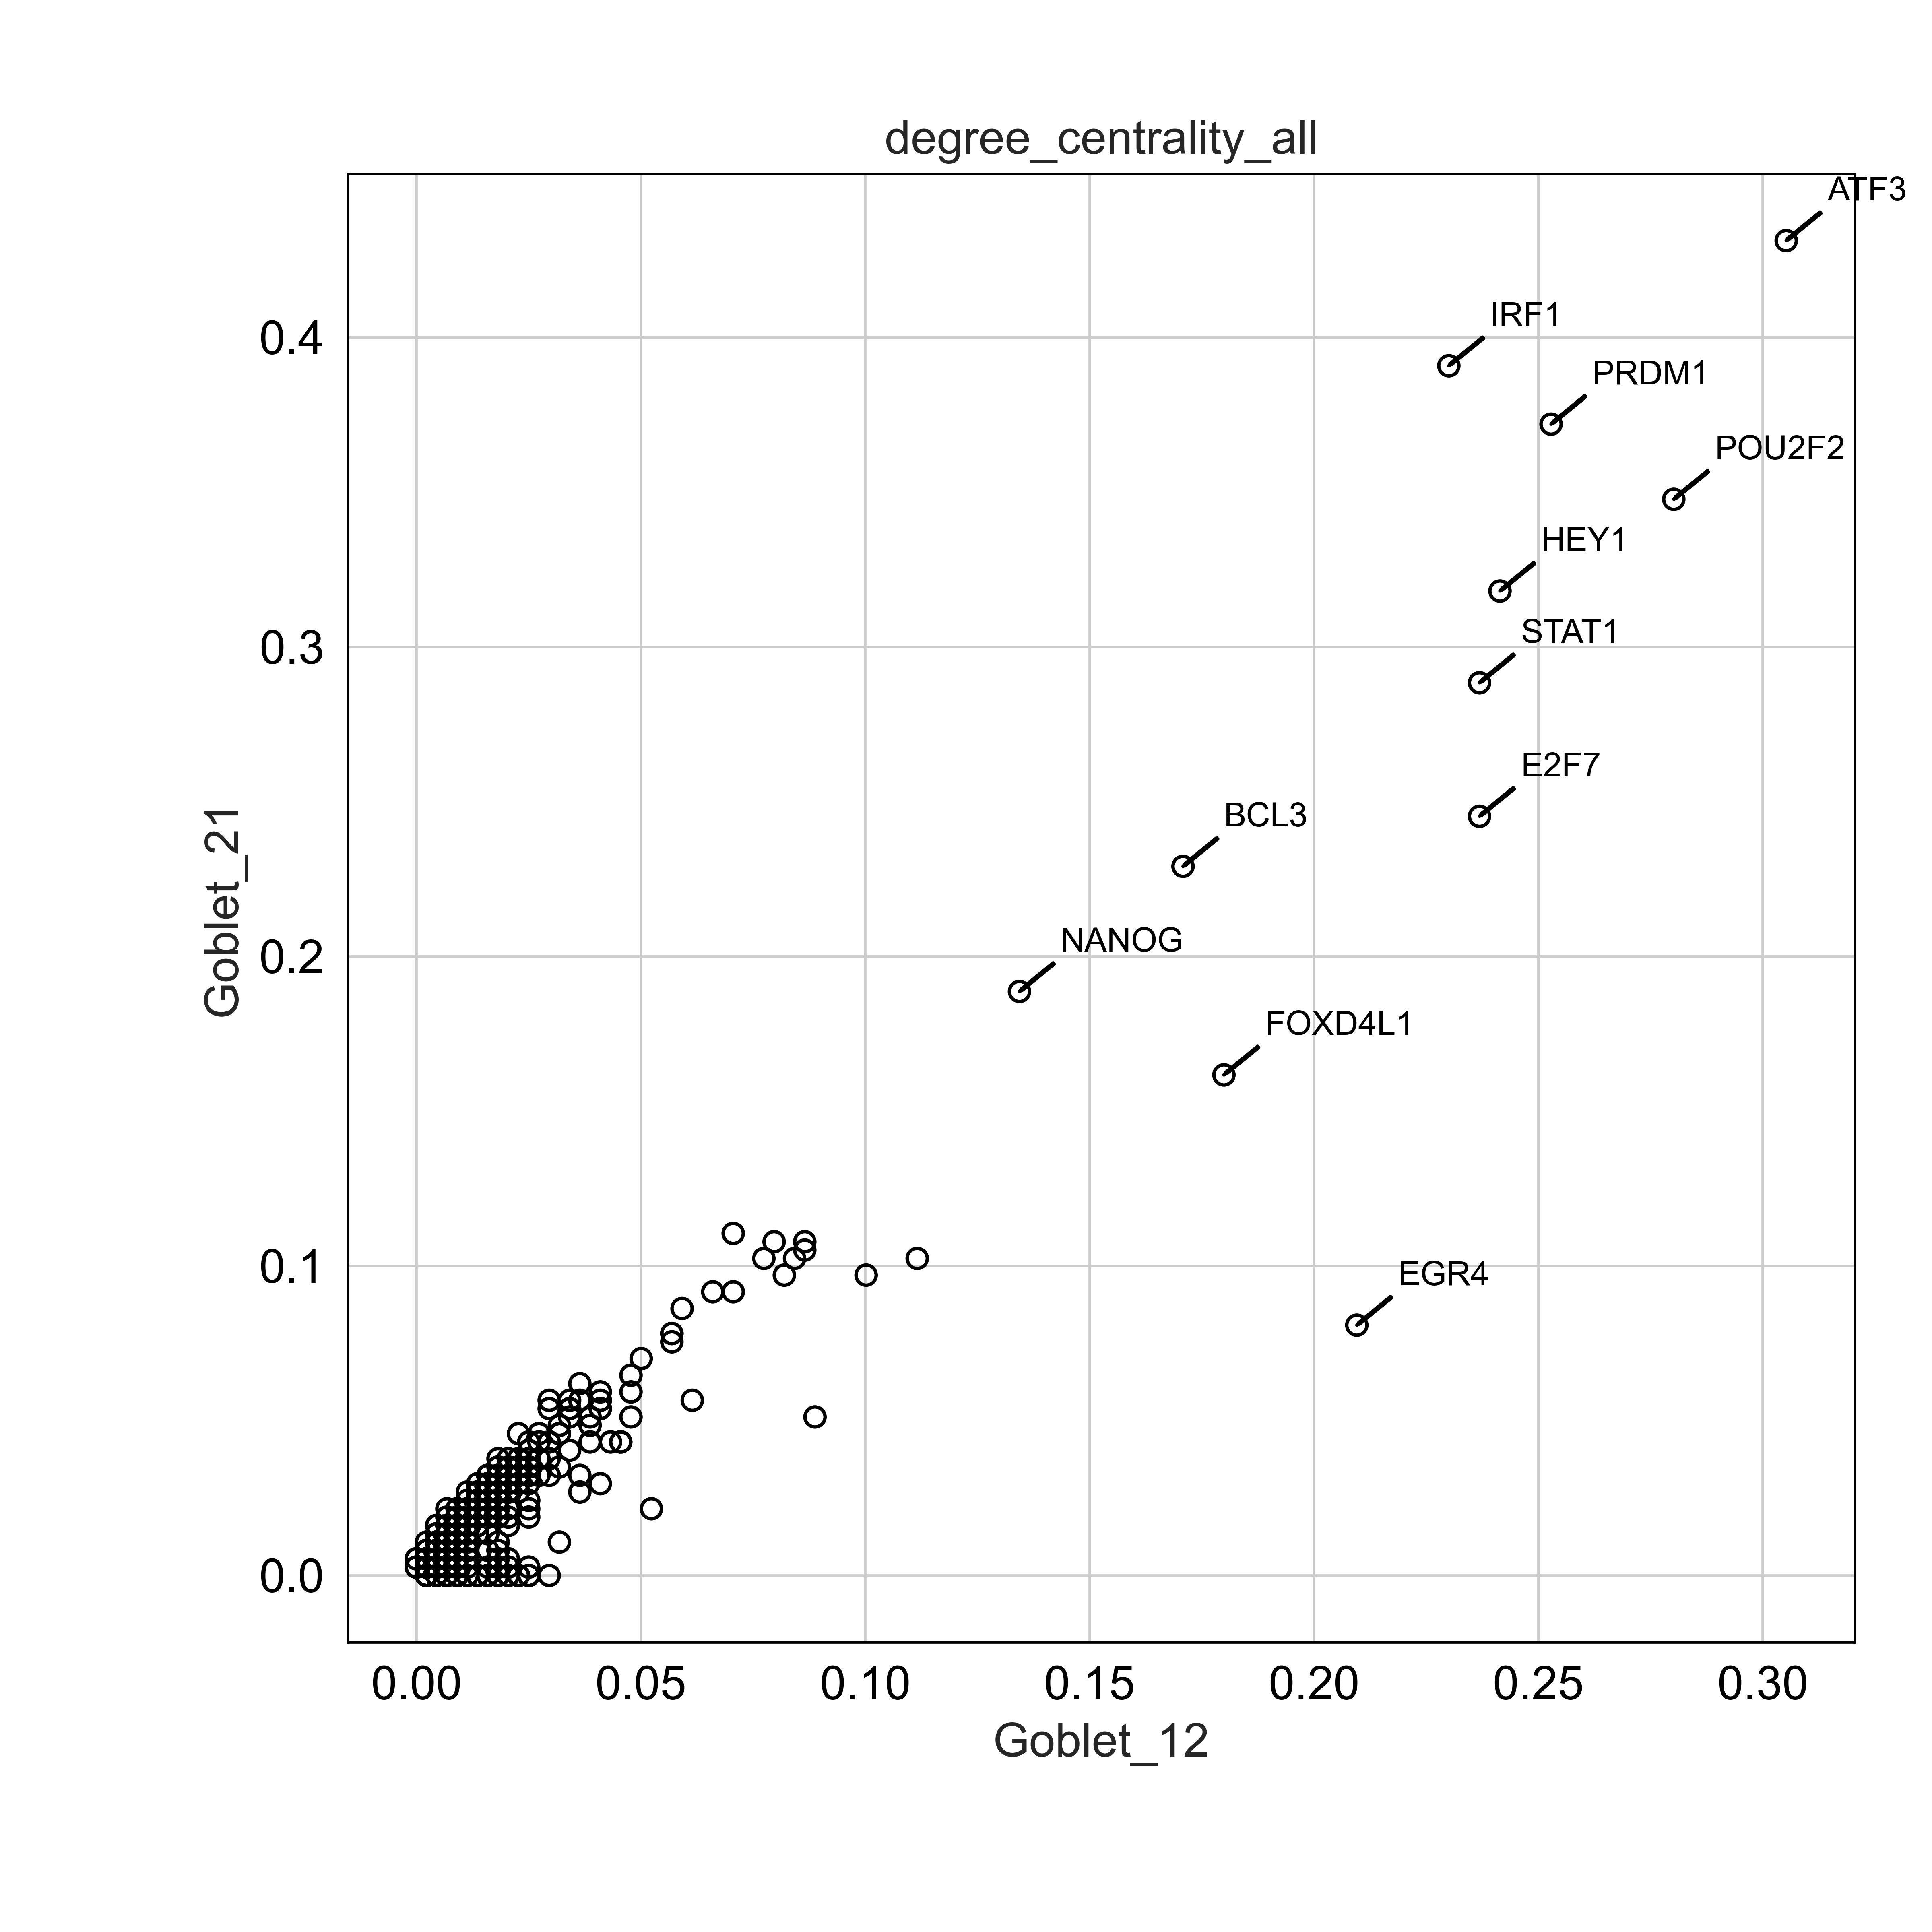 degree_centrality_all
ATF3
IRF1
PRDM1
POU2F2
HEY1
STAT1
E2F7
BCL3
NANOG
FOXD4L1
EGR4
0.4
0.3
0.2
0.1
0.0
Goblet_21
0.00 0.05 0.10 0.15 0.20 0.25 0.30
Goblet_12